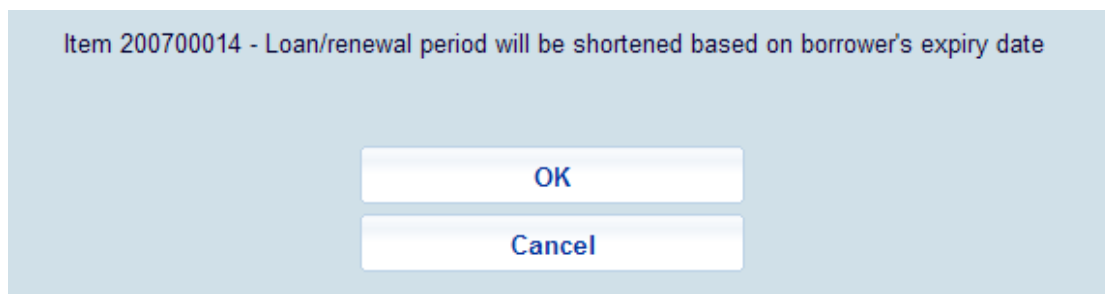 Item 200700014 - Loan/renewal period will be shortened based on borrower's expiry date
OK
Cancel